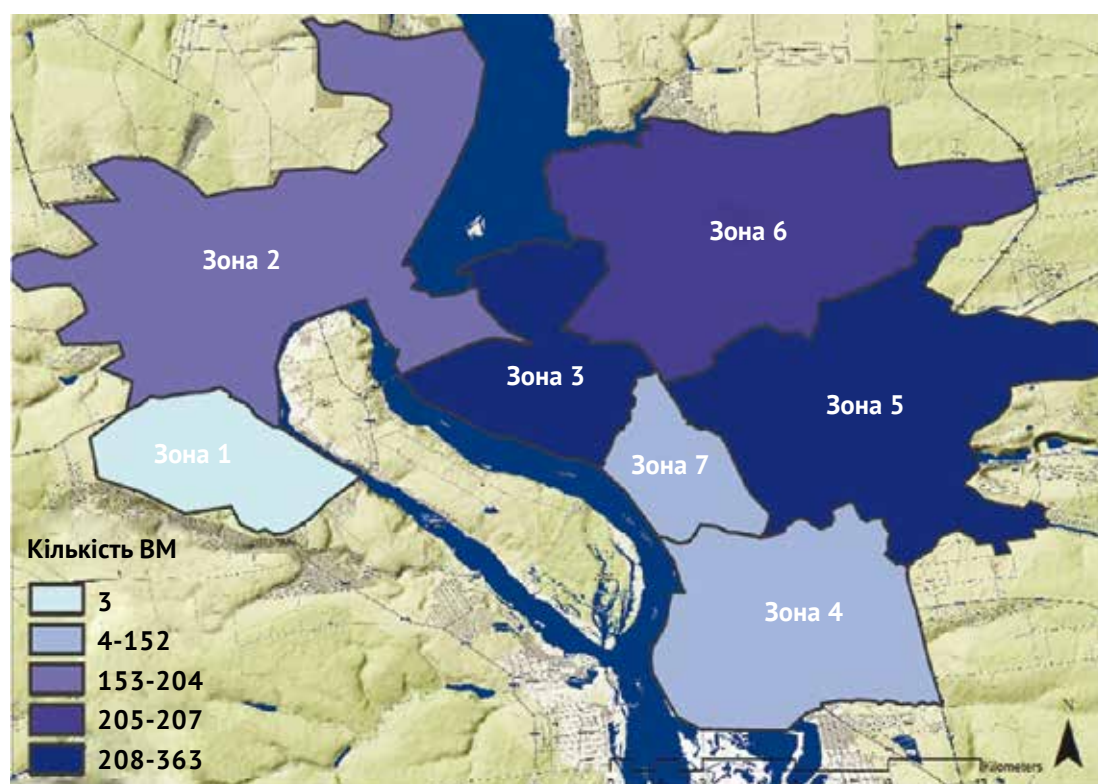 Зона 6
Зона 2
Зона 3
Зона 5
Зона 1
Зона 7
Зона 4
Кількість ВМ
3
4-152
153-204
205-207
208-363
N
Kilometers